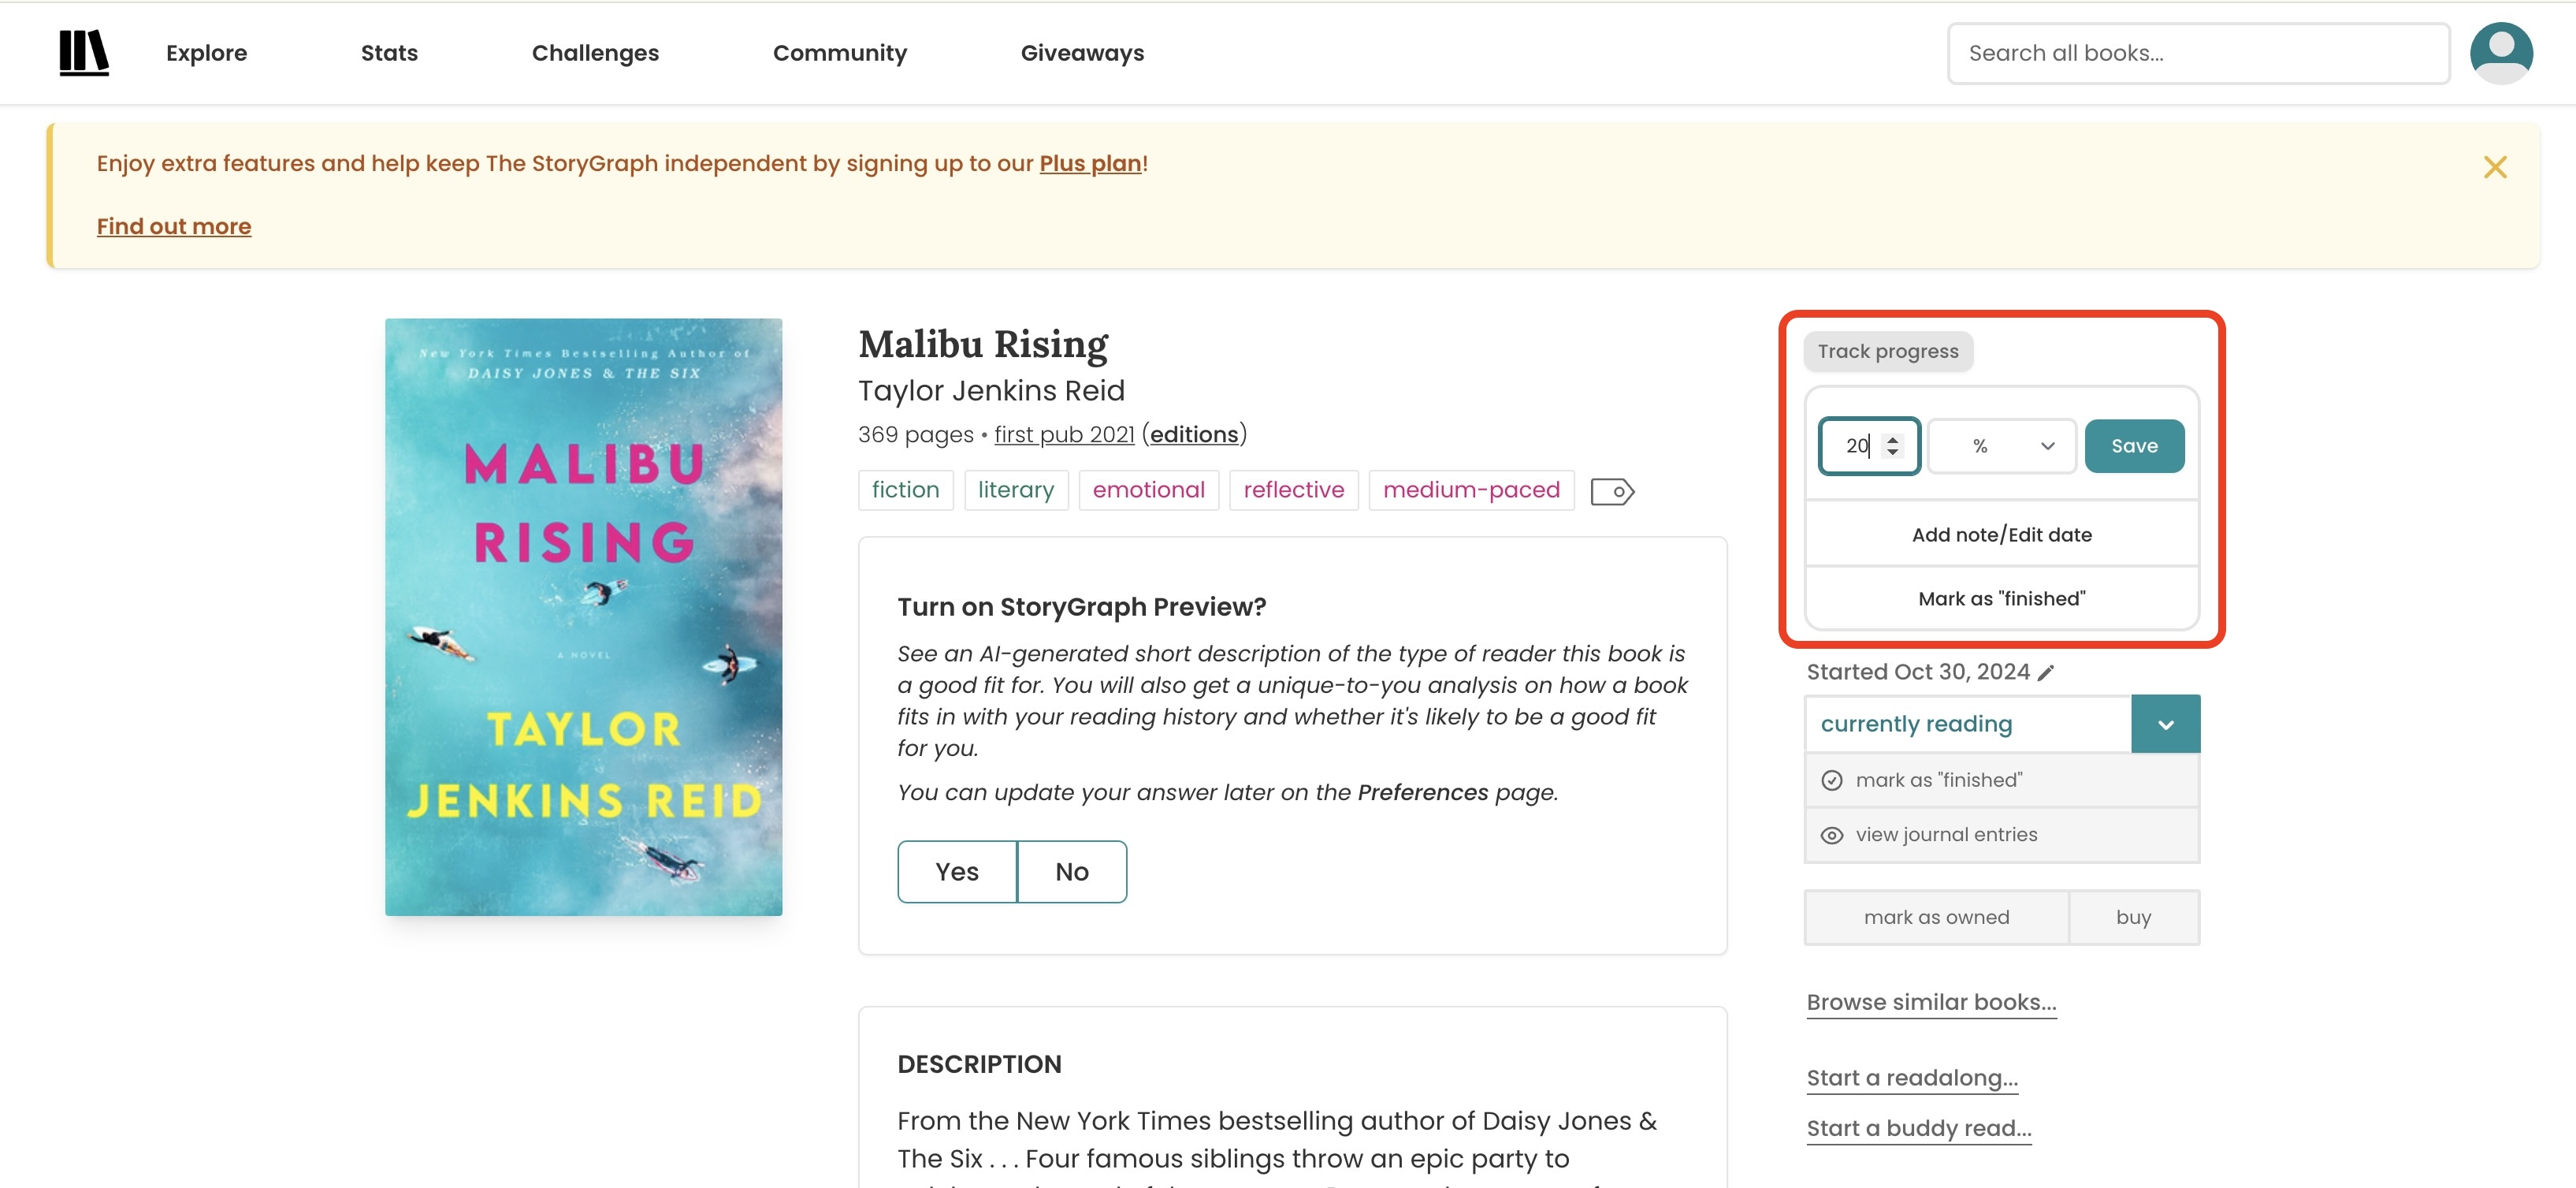 Explore
Stats
Challenges
Community
Giveaways
Search all books...
Enjoy extra features and help keep The StoryGraph independent by signing up to our Plus plan!
Find out more
New York Times Bestselling Author of
DAISY JONES & THE SIX
MALIBU
RISING
A NOVEL
TAYLOR
JENKINS REID
Malibu Rising
Taylor Jenkins Reid
369 pages • first pub 2021 (editions)
fiction
literary
emotional
reflective
medium-paced
Turn on StoryGraph Preview?
See an AI-generated short description of the type of reader this book is
a good fit for. You will also get a unique-to-you analysis on how a book
fits in with your reading history and whether it's likely to be a good fit
for you.
You can update your answer later on the Preferences page.
Yes
No
DESCRIPTION
From the New York Times bestselling author of Daisy Jones &
The Six . . . Four famous siblings throw an epic party to
Track progress
20
%
Save
Add note/Edit date
Mark as "finished"
Started Oct 30, 2024
currently reading
mark as "finished"
view journal entries
mark as owned
buy
Browse similar books...
Start a readalong...
Start a buddy read...